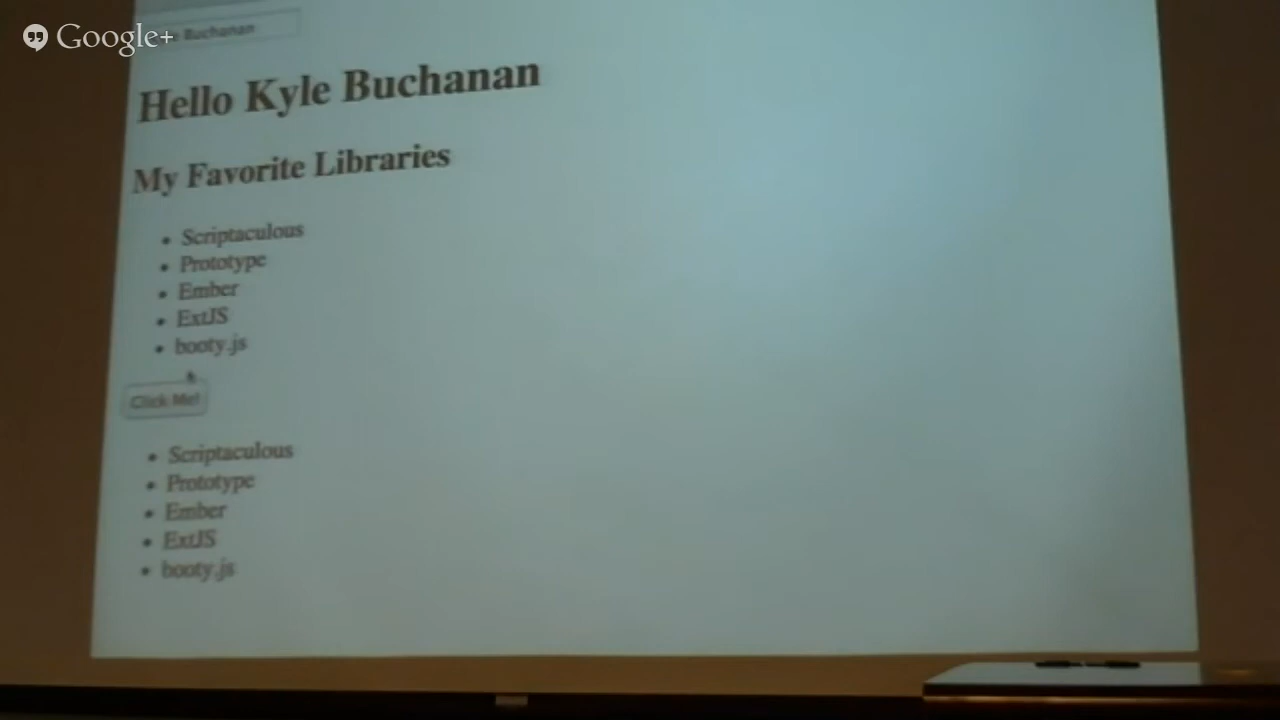 Google+
Buchanan
Hello Kyle Buchanan
My Favorite Libraries
• Scriptaculous
• Prototype
• Ember
• ExtJS
• booty.js
Click Me!
• Scriptaculous
• Prototype
• Ember
• ExtJS
• booty.js